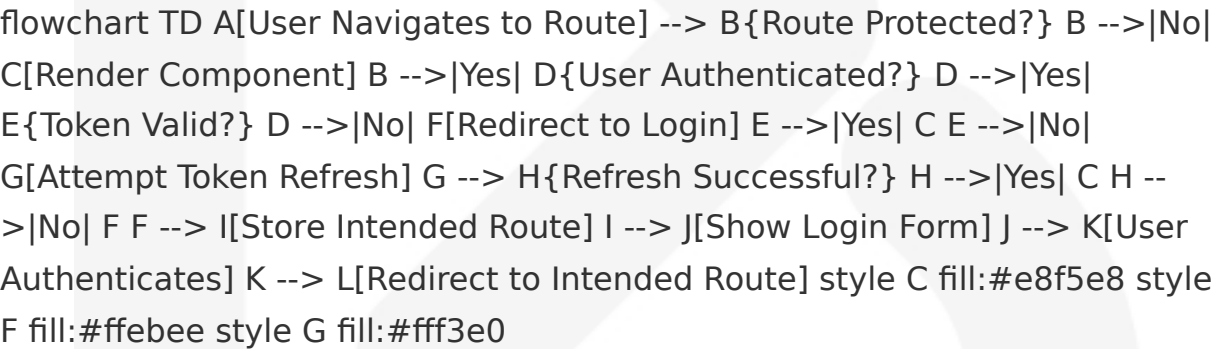 flowchart TD A[User Navigates to Route] --> B{Route Protected?} B -->|No|
C[Render Component] B -->|Yes| D{User Authenticated?} D -->|Yes|
E{Token Valid?} D -->|No| F[Redirect to Login] E -->|Yes| C E -->|No|
G[Attempt Token Refresh] G --> H{Refresh Successful?} H -->|Yes| C H --
>|No| F F --> I[Store Intended Route] I --> J[Show Login Form] J --> K[User
Authenticates] K --> L[Redirect to Intended Route] style C fill:#e8f5e8 style
F fill:#ffebee style G fill:#fff3e0